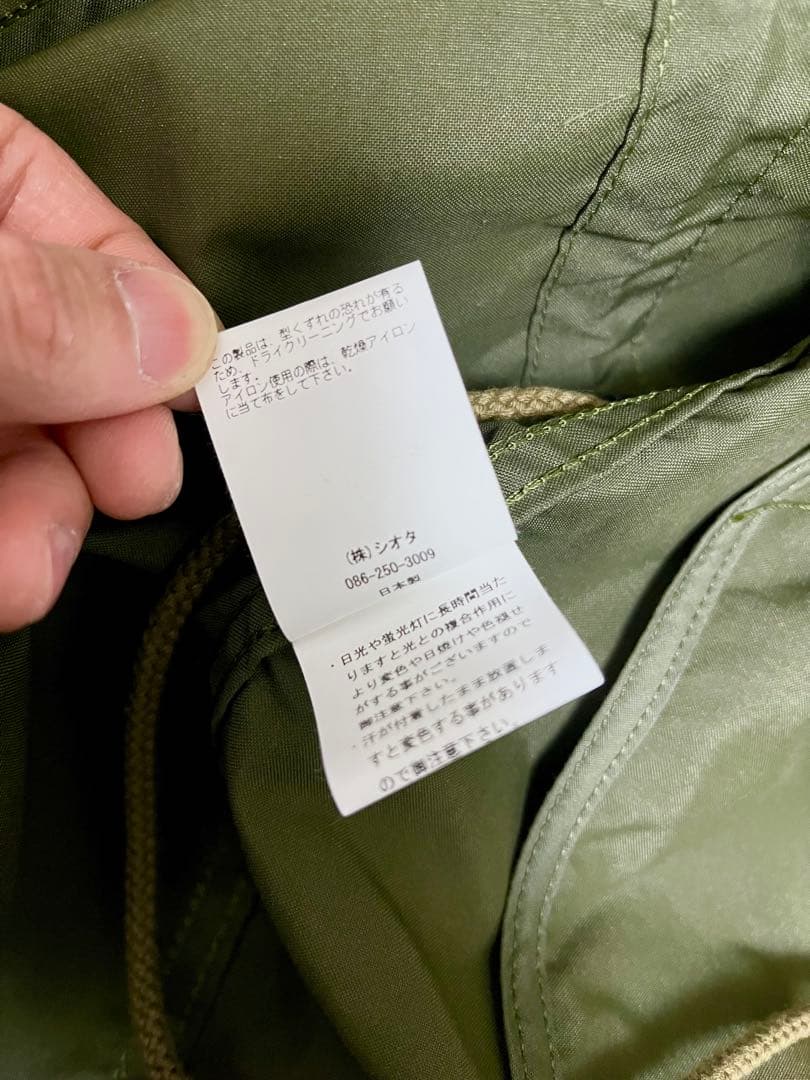 この製品は、型くずれの恐れが有る
ため、ドライクリーニングでお願い
します。
アイロン使用の際は、乾燥アイロン
に当て布をして下さい。
(株)シオタ
086-250-3009
日本製
・日光や蛍光灯に長時間当た
りますと光との複合作用に
より変色や日焼けや色褪せ
がする事がございますので
御注意下さい。
・汗が付着したまま放置しま
すと変色する事があります
ので御注意下さい。